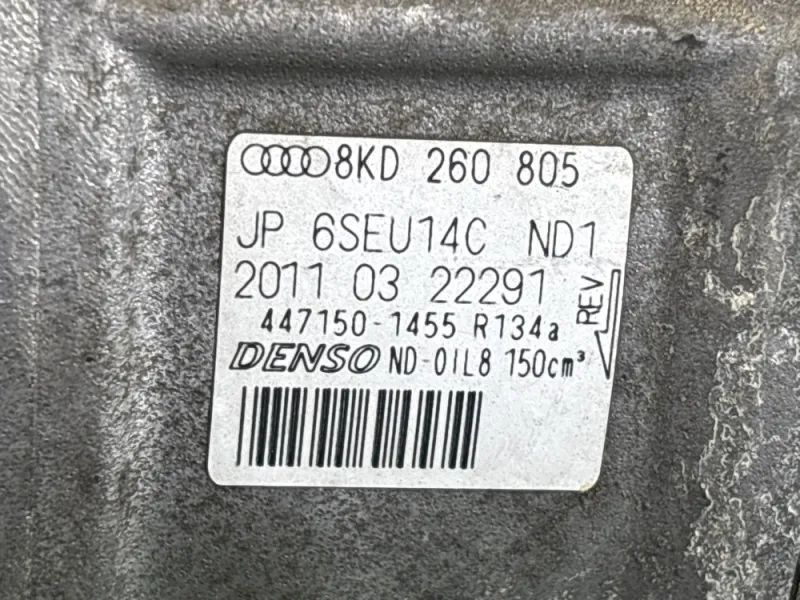 8KD 260 805
JP 6SEU14C ND1
2011 03 22291
REV
447150-1455 R134a
DENSO ND-OIL8 150cm³